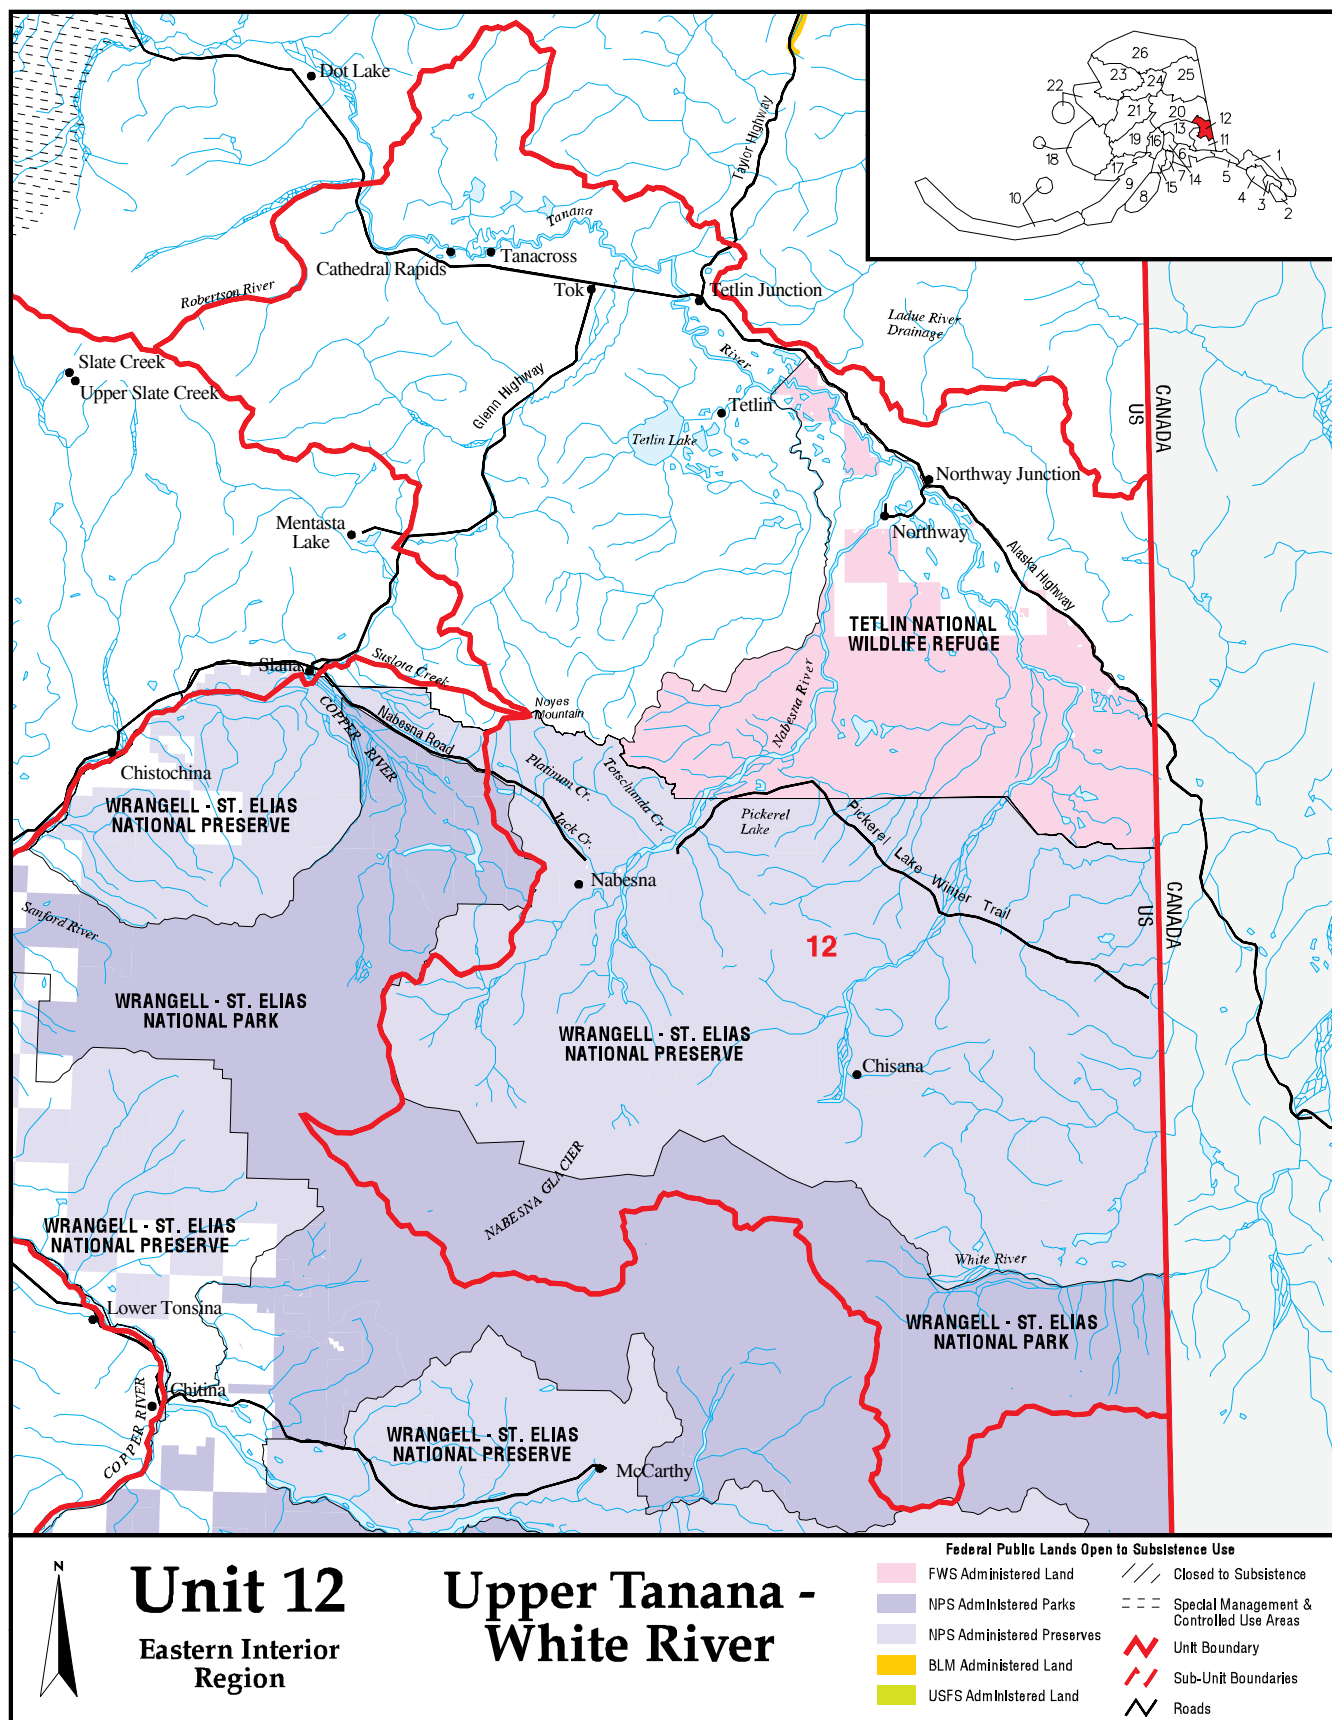 Dot Lake
Taylor Highway
26
23
24
25
22
21
20
12
19
16
13
11
18
17
6
1
9
7
14
5
15
10
8
4
3
2
Tanana
Cathedral Rapids
Tanacross
Tok
Tetlin Junction
Robertson River
Ladue River
Drainage
Slate Creek
Upper Slate Creek
River
Glenn Highway
Tetlin
Tetlin Lake
CANADA
US
Northway Junction
Mentasta
Lake
Northway
Alaska Highway
TETLIN NATIONAL
WILDLIFE REFUGE
Slana
Suslota Creek
Nabesna River
Noyes
Mountain
COPPER RIVER
Nabesna Road
Chistochina
Platinum Cr.
Totschunda Cr.
WRANGELL - ST. ELIAS
NATIONAL PRESERVE
Jack Cr.
Pickerel
Lake
Pickerel Lake Winter Trail
Nabesna
Sanford River
CANADA
US
12
WRANGELL - ST. ELIAS
NATIONAL PARK
WRANGELL - ST. ELIAS
NATIONAL PRESERVE
Chisana
NABESNA GLACIER
WRANGELL - ST. ELIAS
NATIONAL PRESERVE
White River
Lower Tonsina
WRANGELL - ST. ELIAS
NATIONAL PARK
Chitina
COPPER RIVER
WRANGELL - ST. ELIAS
NATIONAL PRESERVE
McCarthy
N
Unit 12
Eastern Interior
Region
Upper Tanana -
White River
Federal Public Lands Open to Subsistence Use
FWS Administered Land
NPS Administered Parks
NPS Administered Preserves
BLM Administered Land
USFS Administered Land
Closed to Subsistence
Special Management &
Controlled Use Areas
Unit Boundary
Sub-Unit Boundaries
Roads